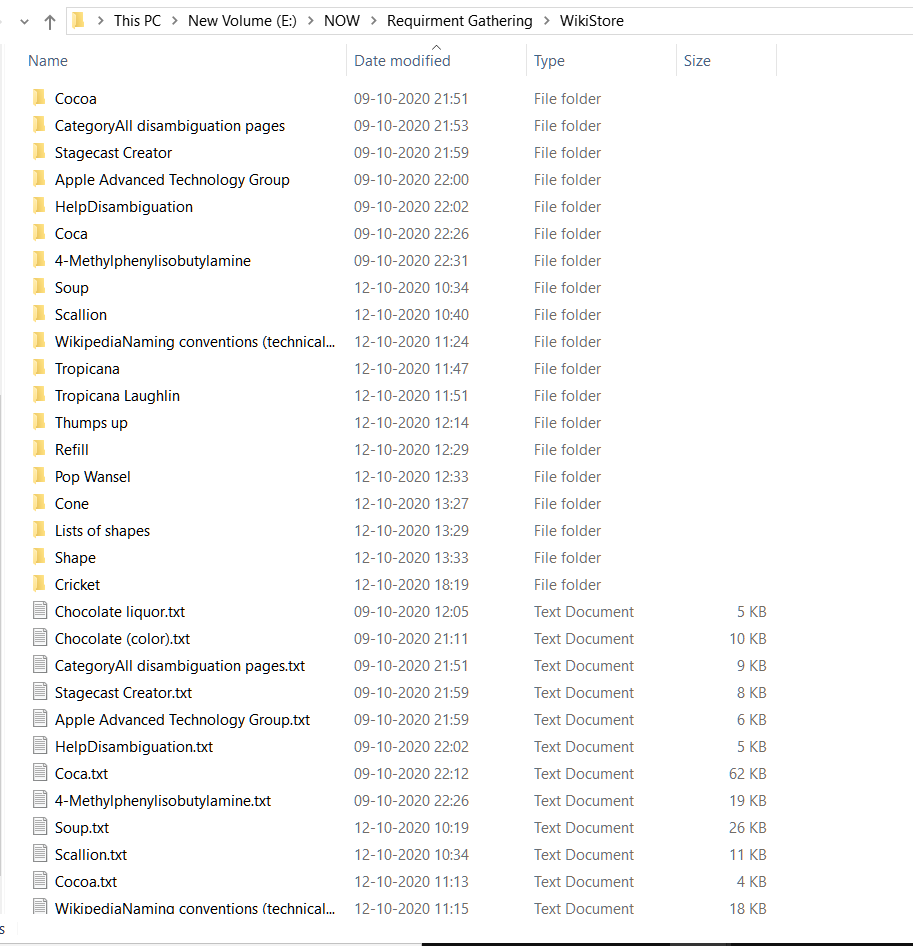 This PC > New Volume (E:) > NOW > Requirment Gathering > WikiStore
Name Date modified Type Size
Cocoa 09-10-2020 21:51 File folder
CategoryAll disambiguation pages 09-10-2020 21:53 File folder
Stagecast Creator 09-10-2020 21:59 File folder
Apple Advanced Technology Group 09-10-2020 22:00 File folder
HelpDisambiguation 09-10-2020 22:02 File folder
Coca 09-10-2020 22:26 File folder
4-Methylphenylisobutylamine 09-10-2020 22:31 File folder
Soup 12-10-2020 10:34 File folder
Scallion 12-10-2020 10:40 File folder
WikipediaNaming conventions (technical... 12-10-2020 11:24 File folder
Tropicana 12-10-2020 11:47 File folder
Tropicana Laughlin 12-10-2020 11:51 File folder
Thumps up 12-10-2020 12:14 File folder
Refill 12-10-2020 12:29 File folder
Pop Wansel 12-10-2020 12:33 File folder
Cone 12-10-2020 13:27 File folder
Lists of shapes 12-10-2020 13:29 File folder
Shape 12-10-2020 13:33 File folder
Cricket 12-10-2020 18:19 File folder
Chocolate liquor.txt 09-10-2020 12:05 Text Document 5 KB
Chocolate (color).txt 09-10-2020 21:11 Text Document 10 KB
CategoryAll disambiguation pages.txt 09-10-2020 21:51 Text Document 9 KB
Stagecast Creator.txt 09-10-2020 21:59 Text Document 8 KB
Apple Advanced Technology Group.txt 09-10-2020 21:59 Text Document 6 KB
HelpDisambiguation.txt 09-10-2020 22:02 Text Document 5 KB
Coca.txt 09-10-2020 22:12 Text Document 62 KB
4-Methylphenylisobutylamine.txt 09-10-2020 22:26 Text Document 19 KB
Soup.txt 12-10-2020 10:19 Text Document 26 KB
Scallion.txt 12-10-2020 10:34 Text Document 11 KB
Cocoa.txt 12-10-2020 11:13 Text Document 4 KB
WikipediaNaming conventions (technical... 12-10-2020 11:15 Text Document 18 KB
s